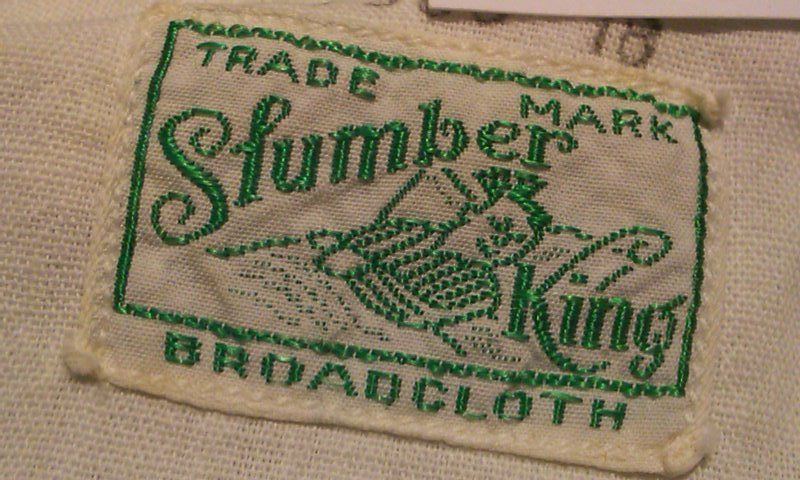 TRADE MARK
Slumber
King
BROADCLOTH